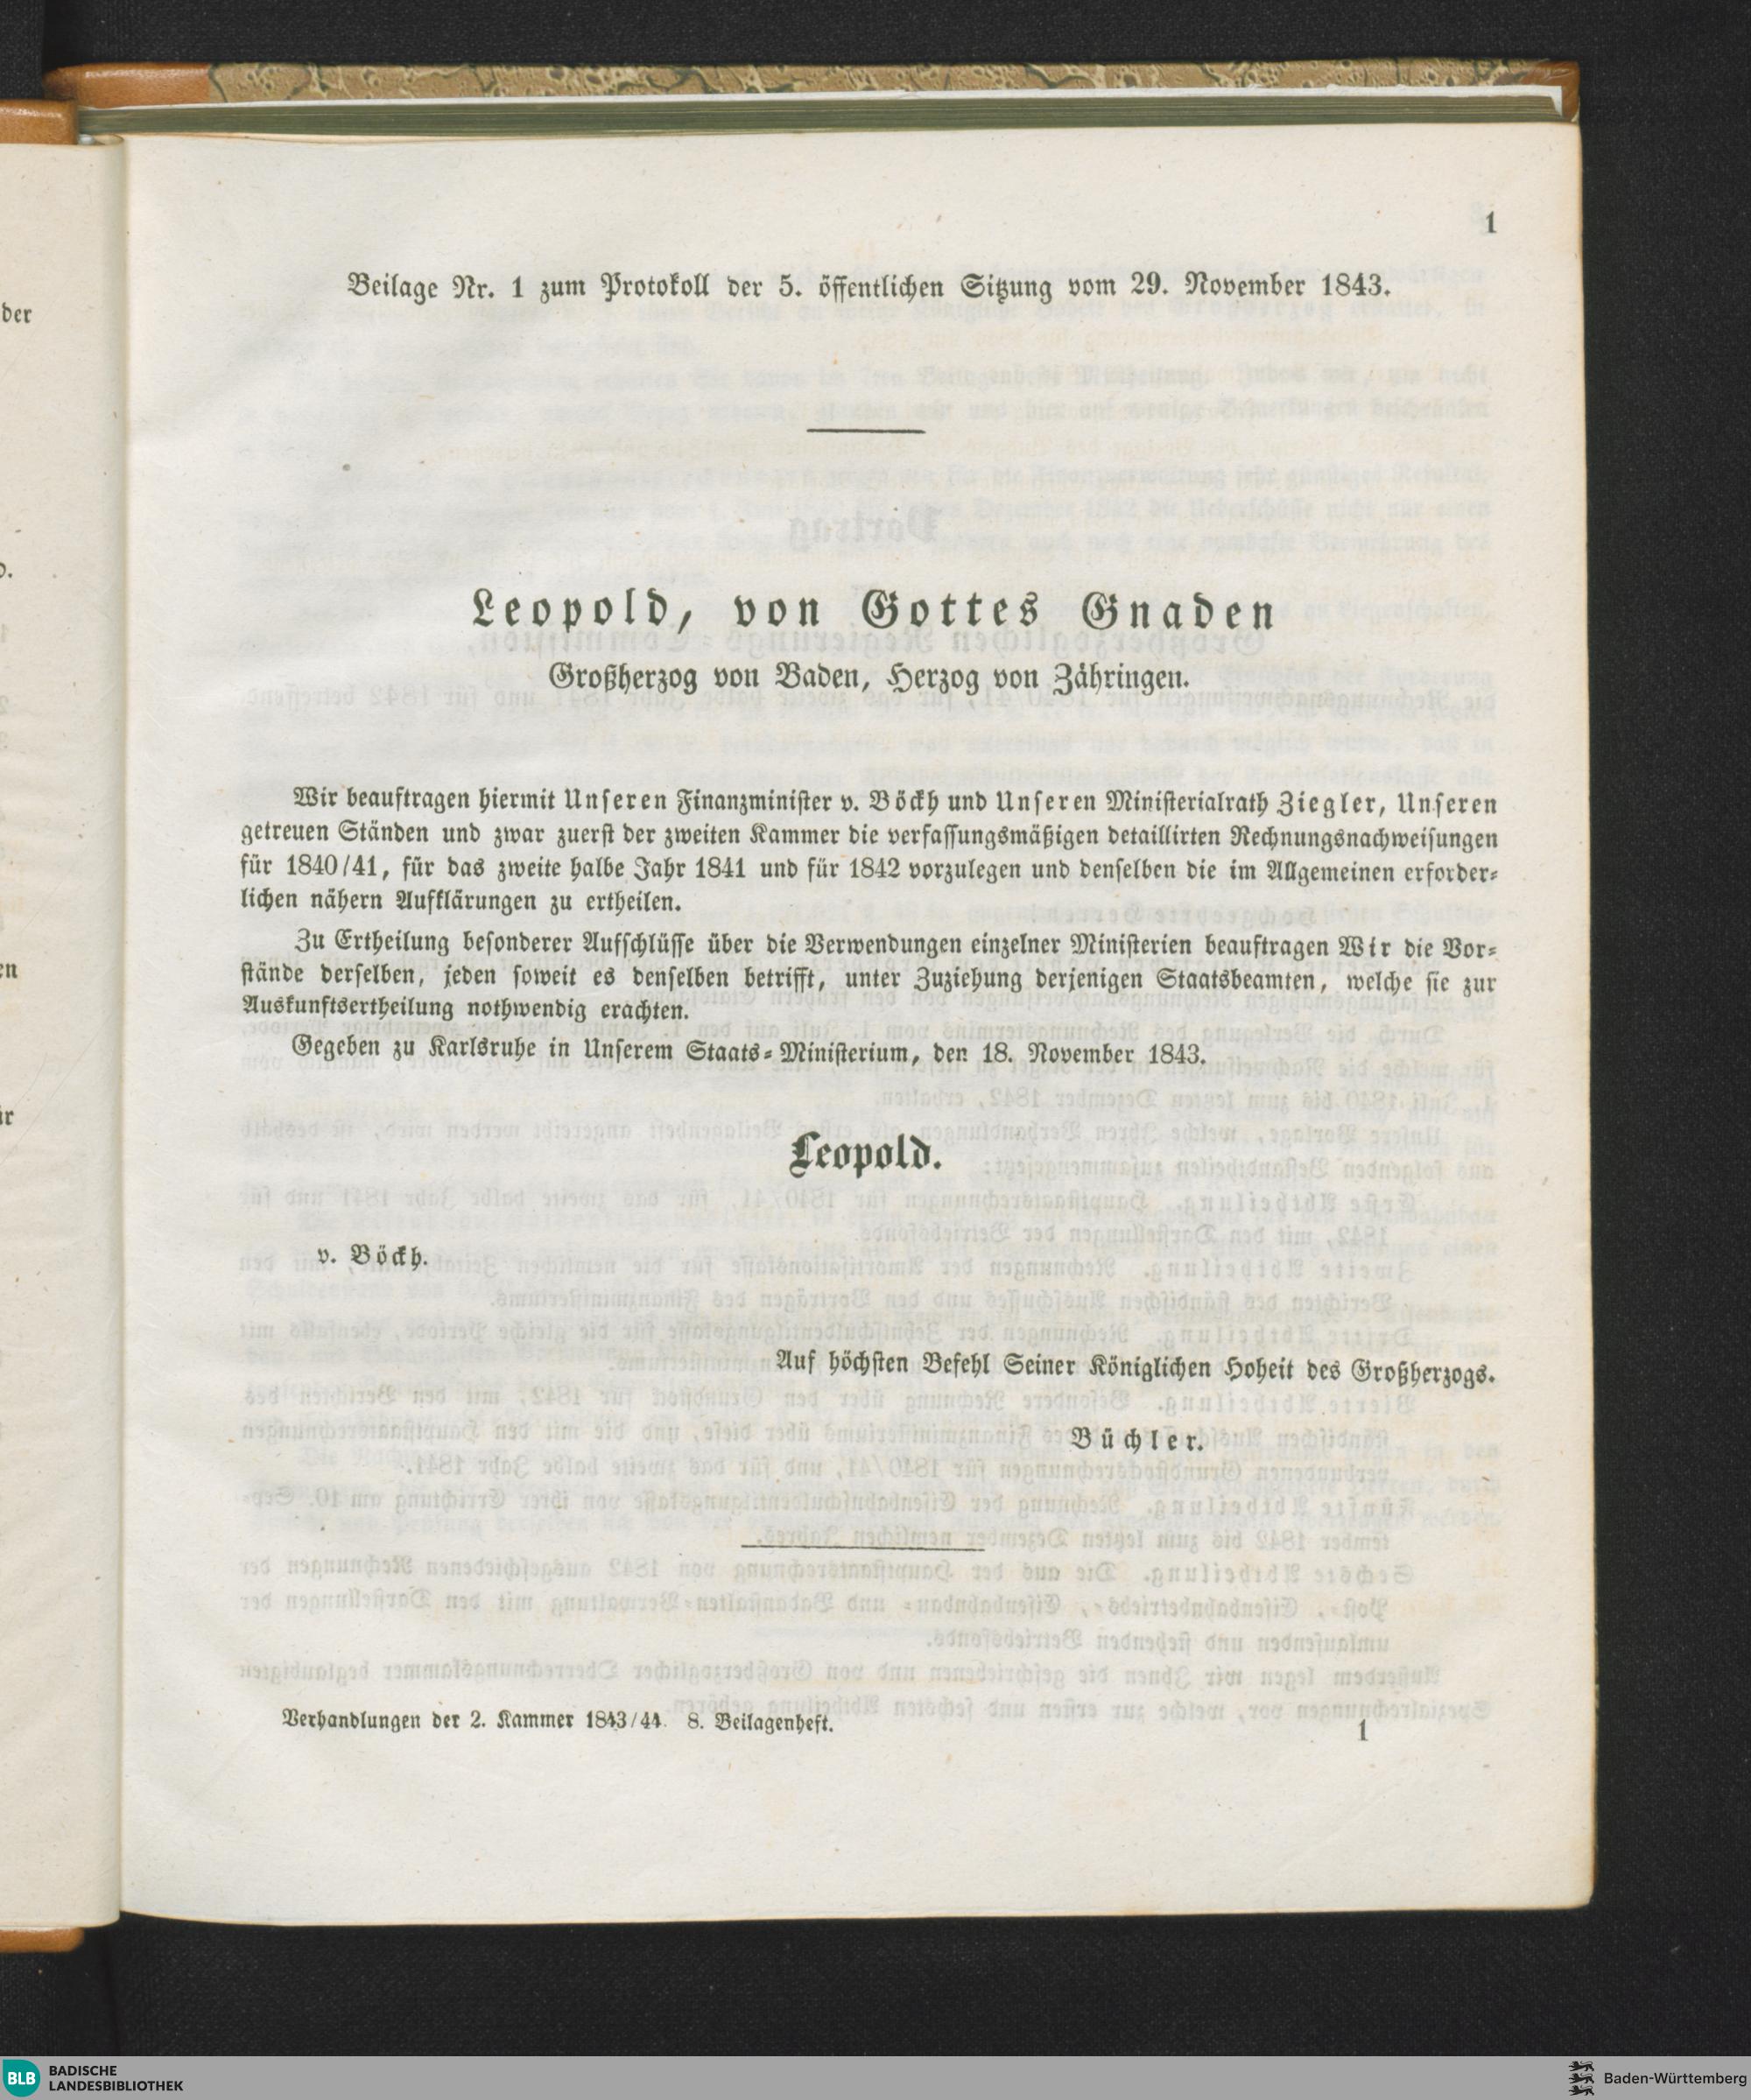 1
Beilage Nr. 1 zum Protokoll der 5. öffentlichen Sitzung vom 29. November 1843.
Leopold, von Gottes Gnaden
Großherzog von Baden, Herzog von Zähringen.
Wir beauftragen hiermit Unseren Finanzminister v. Böckh und Unseren Ministerialrath Ziegler, Unseren
getreuen Ständen und zwar zuerst der zweiten Kammer die verfassungsmäßigen detaillirten Rechnungsnachweisungen
für 1840/41, für das zweite halbe Jahr 1841 und für 1842 vorzulegen und denselben die im Allgemeinen erforder-
lichen nähern Aufklärungen zu ertheilen.
Zu Ertheilung besonderer Aufschlüsse über die Verwendungen einzelner Ministerien beauftragen Wir die Vor-
stände derselben, jeden soweit es denselben betrifft, unter Zuziehung derjenigen Staatsbeamten, welche sie zur
Auskunftsertheilung nothwendig erachten.
Gegeben zu Karlsruhe in Unserem Staats-Ministerium, den 18. November 1843.
Leopold.
v. Böckh.
Auf höchsten Befehl Seiner Königlichen Hoheit des Großherzogs.
Büchler.
Verhandlungen der 2. Kammer 1843/44. 8. Beilagenheft.
1
der
en
BLB BADISCHE
LANDESBIBLIOTHEK
Baden-Württemberg